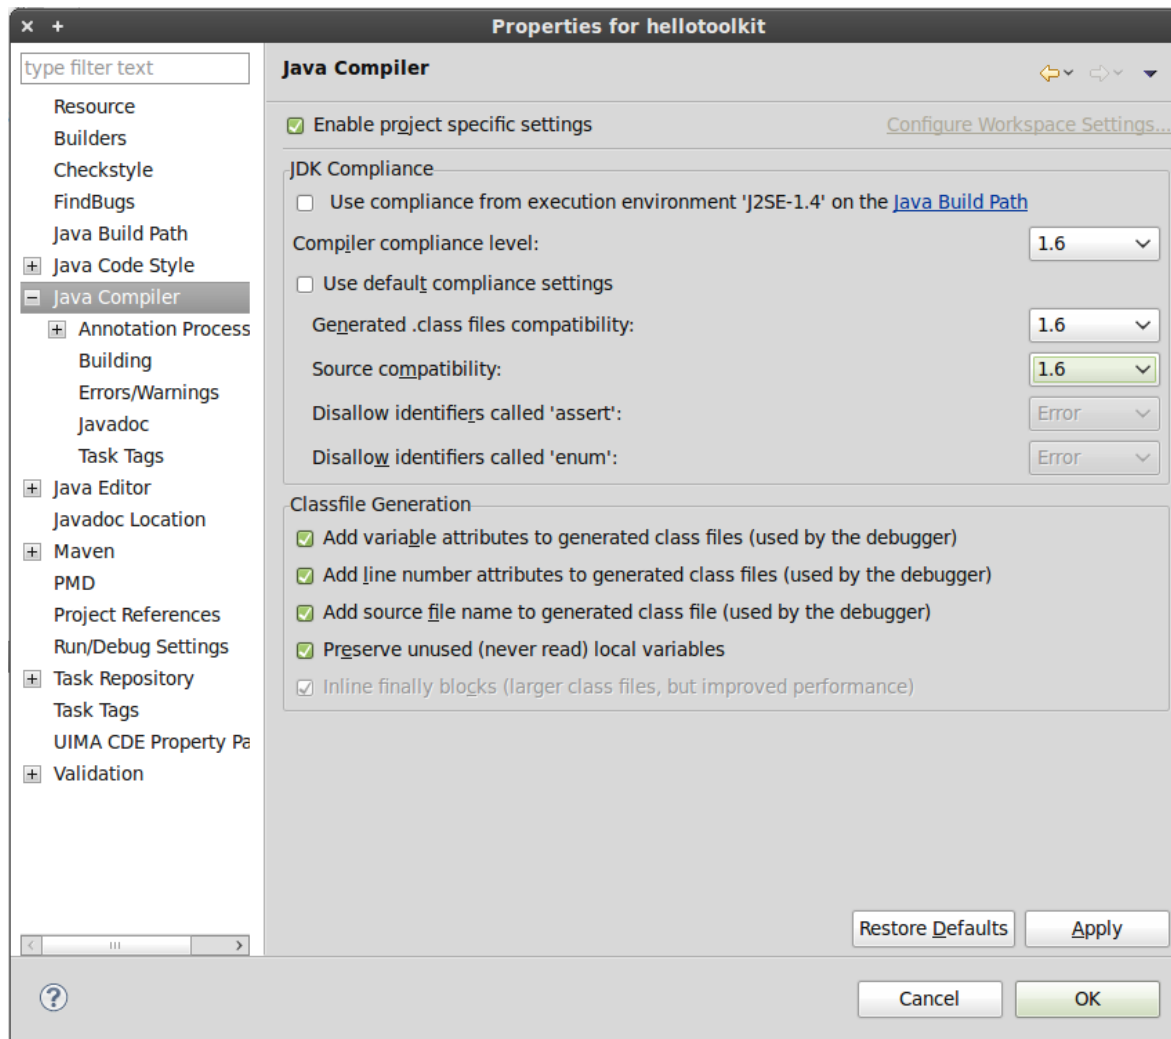 Properties for hellotoolkit
type filter text
Resource
Builders
Checkstyle
FindBugs
Java Build Path
Java Code Style
Java Compiler
Annotation Process
Building
Errors/Warnings
Javadoc
Task Tags
Java Editor
Javadoc Location
Maven
PMD
Project References
Run/Debug Settings
Task Repository
Task Tags
UIMA CDE Property Pa
Validation
Java Compiler
Enable project specific settings
Configure Workspace Settings...
JDK Compliance
Use compliance from execution environment 'J2SE-1.4' on the Java Build Path
Compiler compliance level: 1.6
Use default compliance settings
Generated .class files compatibility: 1.6
Source compatibility: 1.6
Disallow identifiers called 'assert': Error
Disallow identifiers called 'enum': Error
Classfile Generation
Add variable attributes to generated class files (used by the debugger)
Add line number attributes to generated class files (used by the debugger)
Add source file name to generated class file (used by the debugger)
Preserve unused (never read) local variables
Inline finally blocks (larger class files, but improved performance)
Restore Defaults
Apply
Cancel
OK